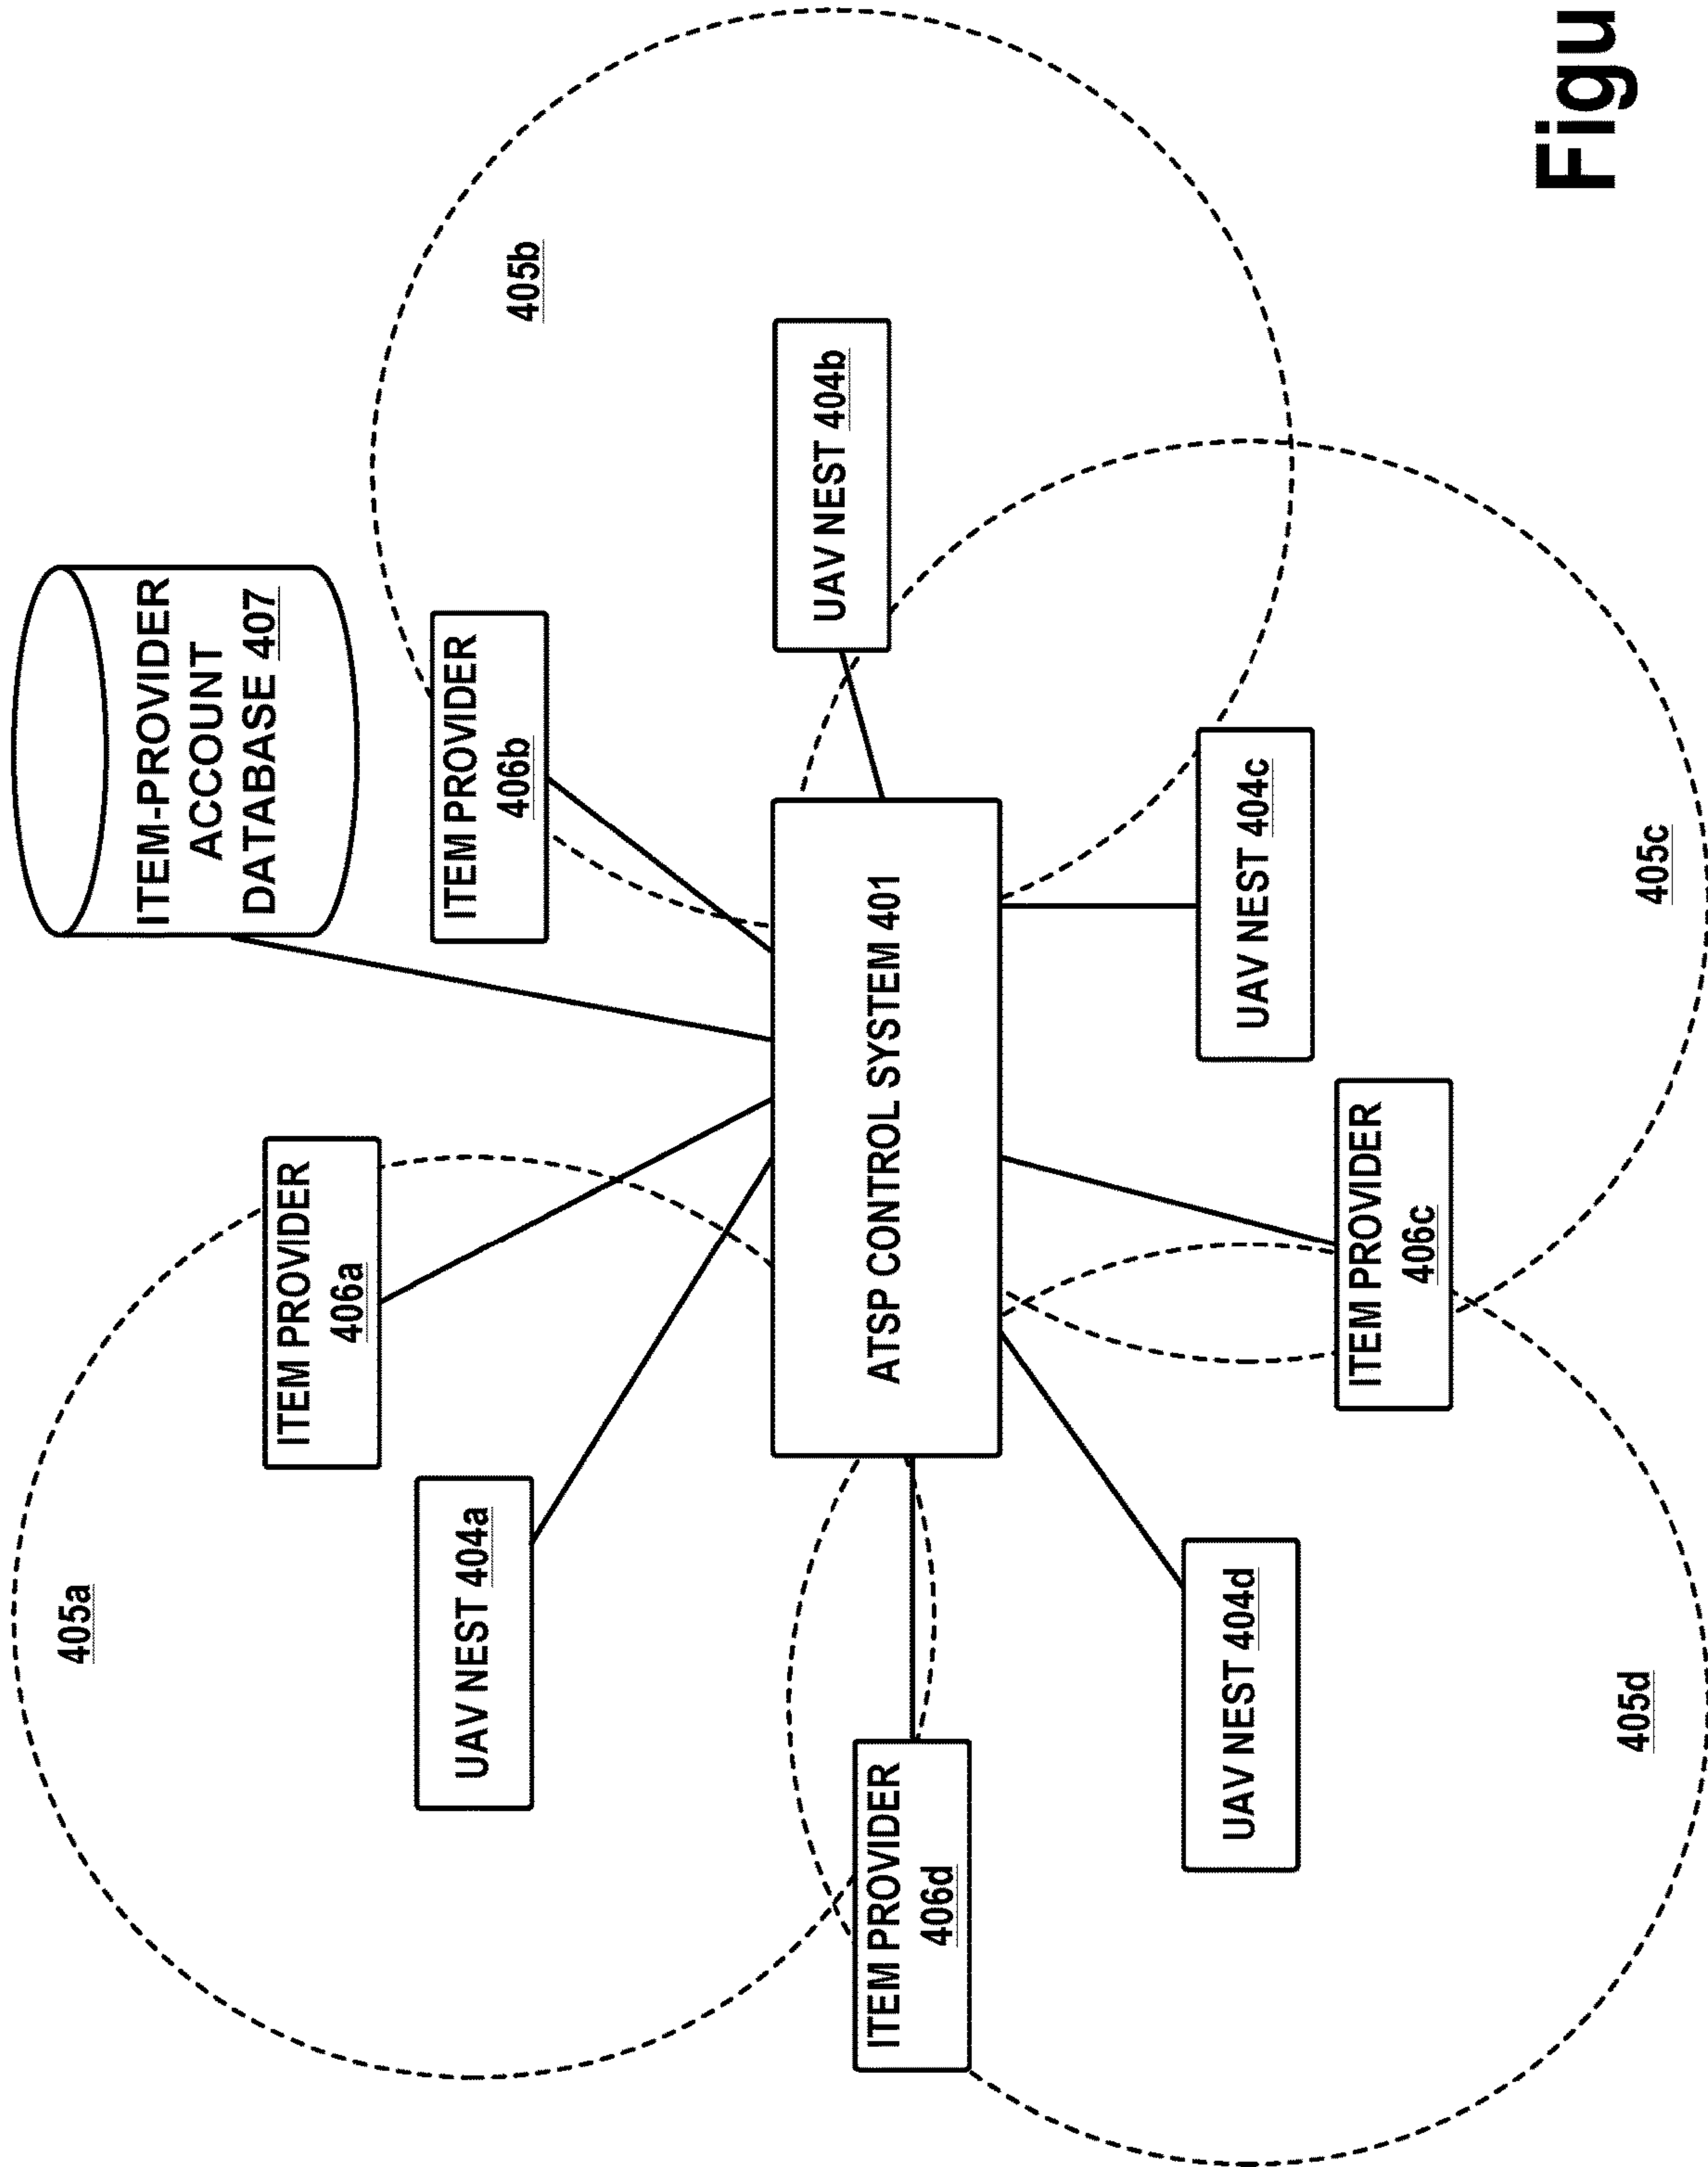 405a
ITEM PROVIDER
406a
UAV NEST 404a
ITEM-PROVIDER
ACCOUNT
DATABASE 407
ITEM PROVIDER
406b
405b
UAV NEST 404b
ATSP CONTROL SYSTEM 401
ITEM PROVIDER
406d
UAV NEST 404d
UAV NEST 404c
ITEM PROVIDER
406c
405d
405c
Figu